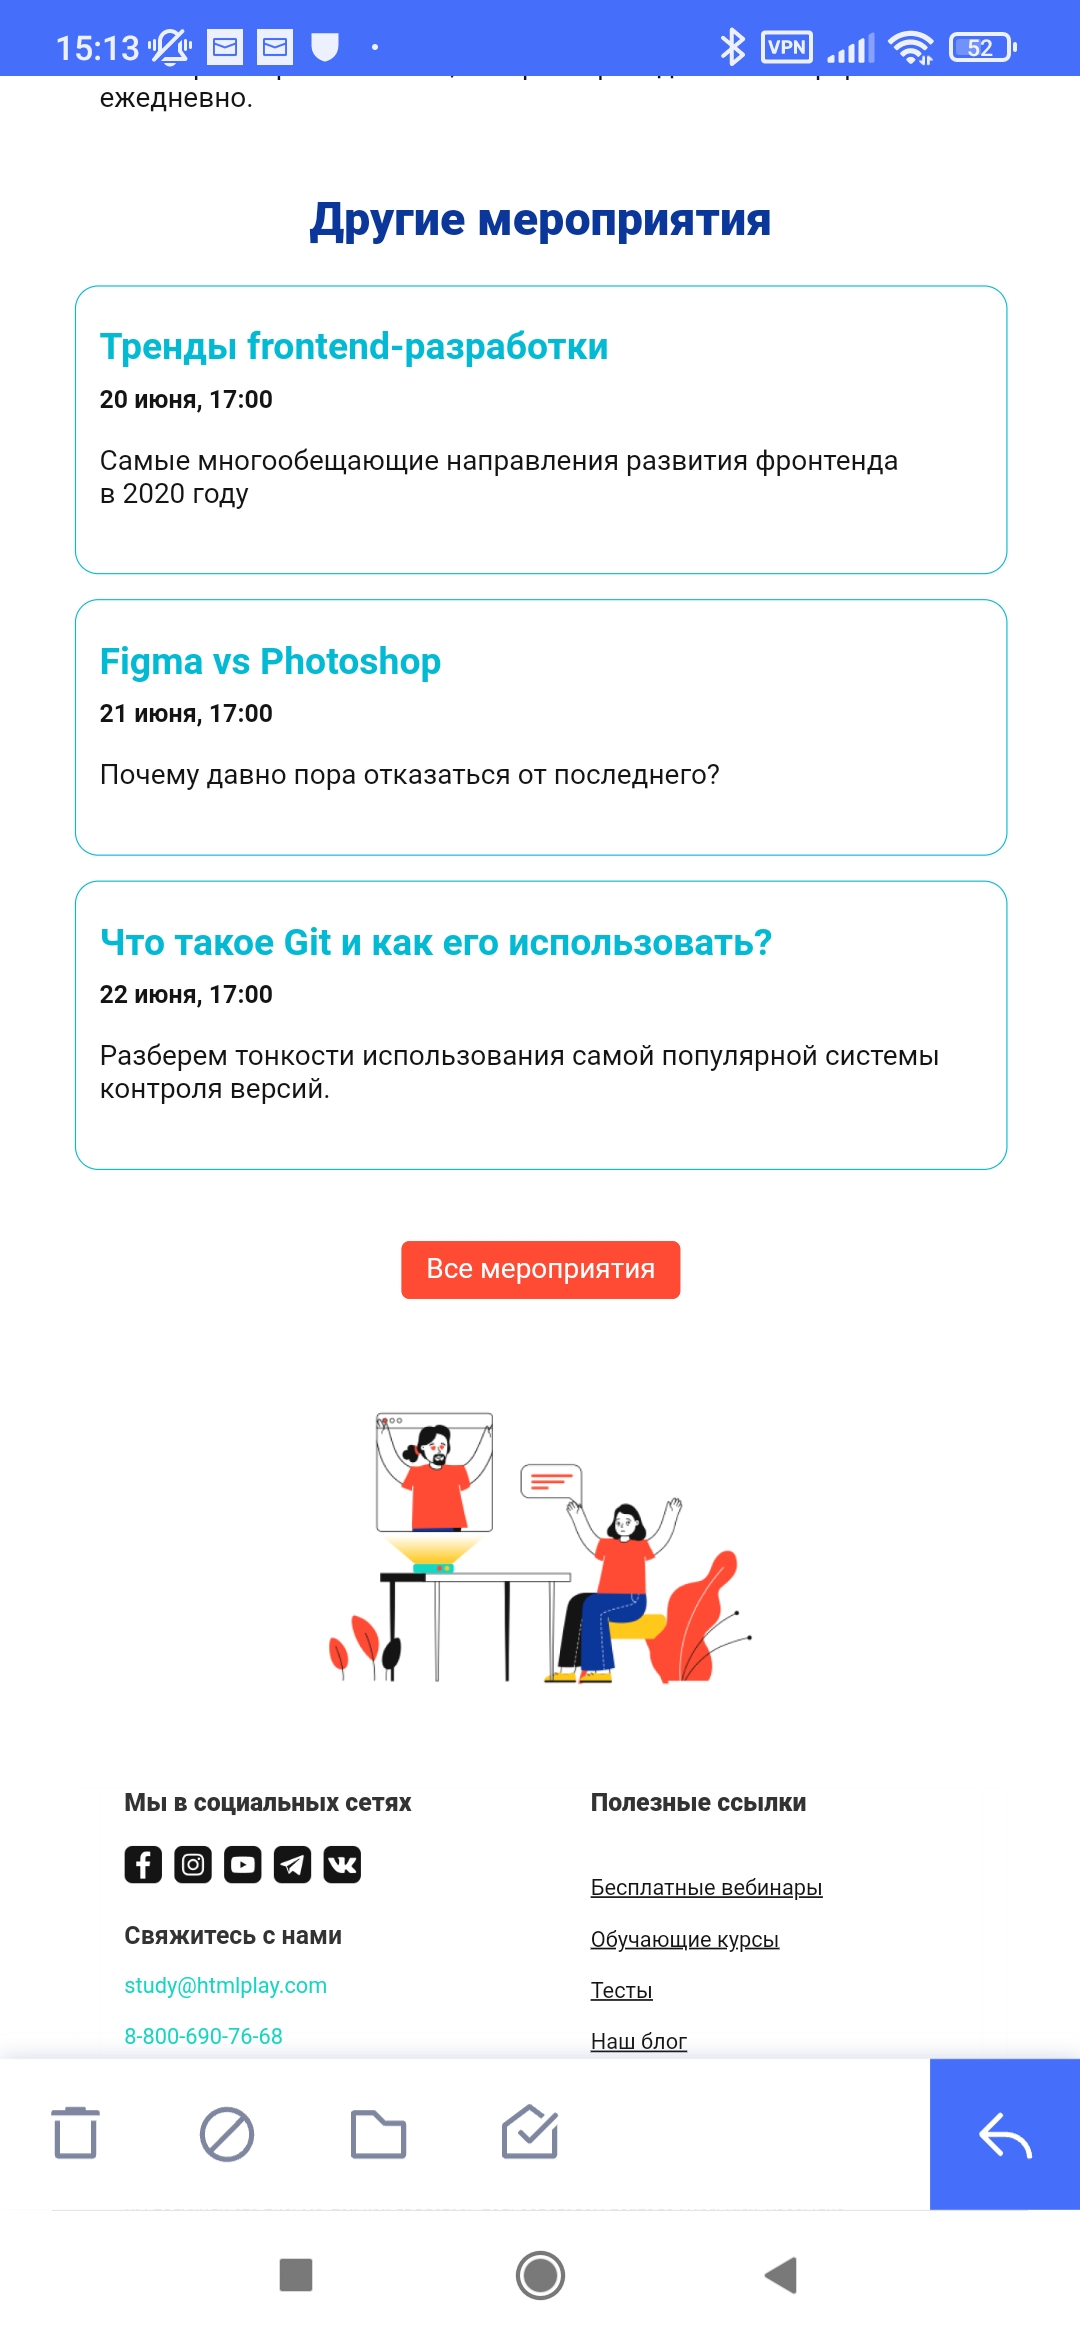 15:13
VPN
52
ежедневно.
Другие мероприятия
Тренды frontend-разработки
20 июня, 17:00
Самые многообещающие направления развития фронтенда
в 2020 году
Figma vs Photoshop
21 июня, 17:00
Почему давно пора отказаться от последнего?
Что такое Git и как его использовать?
22 июня, 17:00
Разберем тонкости использования самой популярной системы
контроля версий.
Все мероприятия
Мы в социальных сетях
Свяжитесь с нами
study@htmlplay.com
8-800-690-76-68
Полезные ссылки
Бесплатные вебинары
Обучающие курсы
Тесты
Наш блог